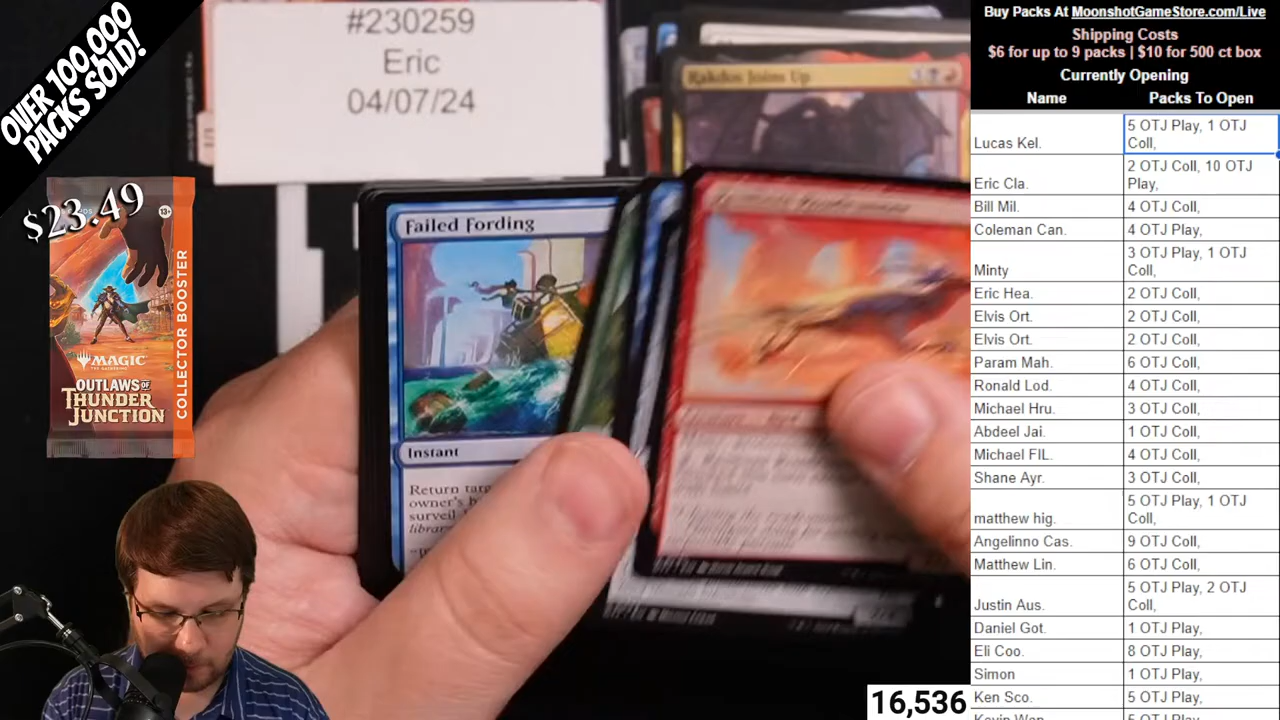 OVER 100,000
PACKS SOLD!
#230259
Eric
04/07/24
$23.49
13+
COLLECTOR BOOSTER
MAGIC
THE GATHERING
OUTLAWS OF
THUNDER
JUNCTION
Rakdos Joins Up
Failed Fording
Instant
Return
owner's
surveil
16,536
Buy Packs At MoonshotGameStore.com/Live
Shipping Costs
$6 for up to 9 packs | $10 for 500 ct box
Currently Opening
Name Packs To Open
Lucas Kel. 5 OTJ Play, 1 OTJ
Coll,
Eric Cla. 2 OTJ Coll, 10 OTJ
Play,
Bill Mil. 4 OTJ Coll,
Coleman Can. 4 OTJ Play,
Minty 3 OTJ Play, 1 OTJ
Coll,
Eric Hea. 2 OTJ Coll,
Elvis Ort. 2 OTJ Coll,
Elvis Ort. 2 OTJ Coll,
Param Mah. 6 OTJ Coll,
Ronald Lod. 4 OTJ Coll,
Michael Hru. 3 OTJ Coll,
Abdeel Jai. 1 OTJ Coll,
Michael FIL. 4 OTJ Coll,
Shane Ayr. 3 OTJ Coll,
matthew hig. 5 OTJ Play, 1 OTJ
Coll,
Angelinno Cas. 9 OTJ Coll,
Matthew Lin. 6 OTJ Coll,
Justin Aus. 5 OTJ Play, 2 OTJ
Coll,
Daniel Got. 1 OTJ Play,
Eli Coo. 8 OTJ Play,
Simon 1 OTJ Play,
Ken Sco. 5 OTJ Play,